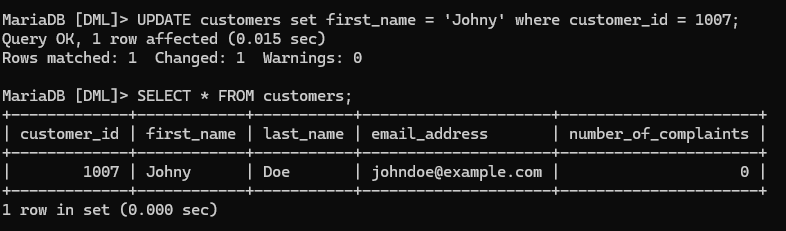 MariaDB [DML]> UPDATE customers set first_name = 'Johny' where customer_id = 1007;
Query OK, 1 row affected (0.015 sec)
Rows matched: 1  Changed: 1  Warnings: 0

MariaDB [DML]> SELECT * FROM customers;
+-------------+------------+-----------+---------------------+----------------------+
| customer_id | first_name | last_name | email_address       | number_of_complaints |
+-------------+------------+-----------+---------------------+----------------------+
|        1007 | Johny      | Doe       | johndoe@example.com |                    0 |
+-------------+------------+-----------+---------------------+----------------------+
1 row in set (0.000 sec)